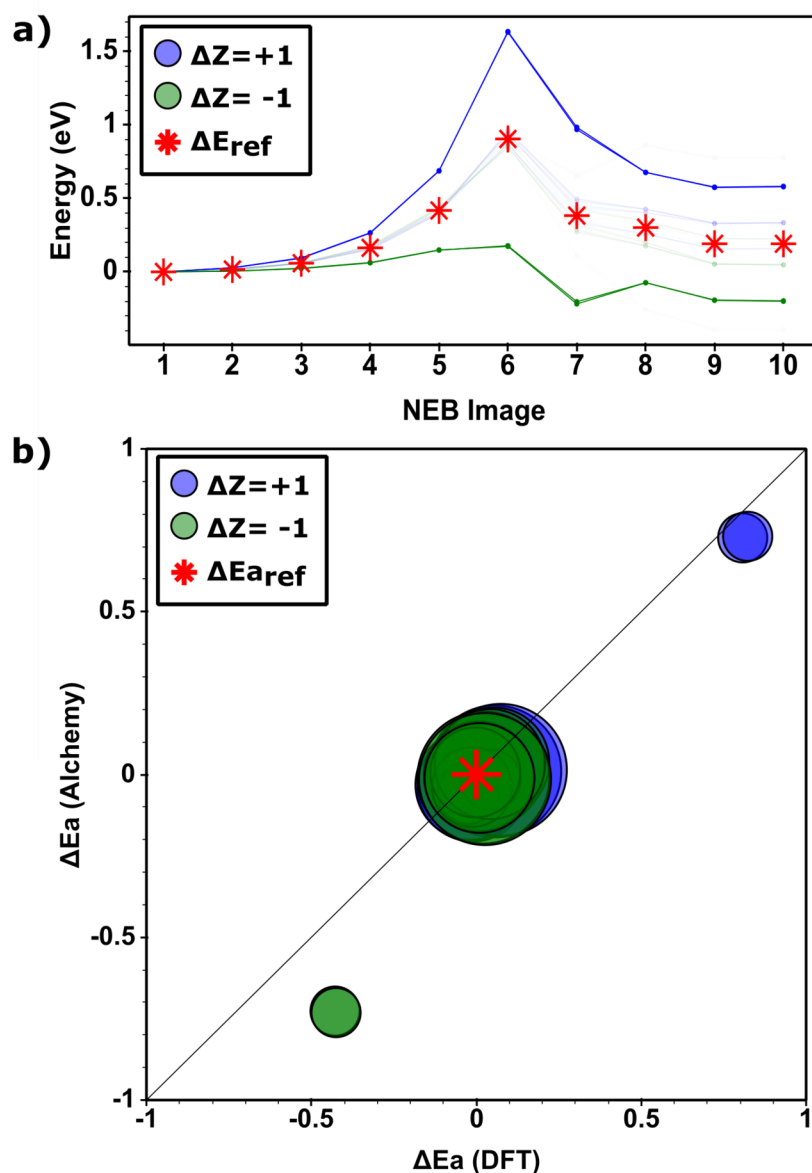 a)
Energy (eV)
1.5
1
0.5
0
ΔZ=+1
ΔZ= -1
ΔEref
1 2 3 4 5 6 7 8 9 10
NEB Image
b)
ΔEa (Alchemy)
1
0.5
0
-0.5
-1
ΔZ=+1
ΔZ= -1
ΔEaref
-1 -0.5 0 0.5 1
ΔEa (DFT)